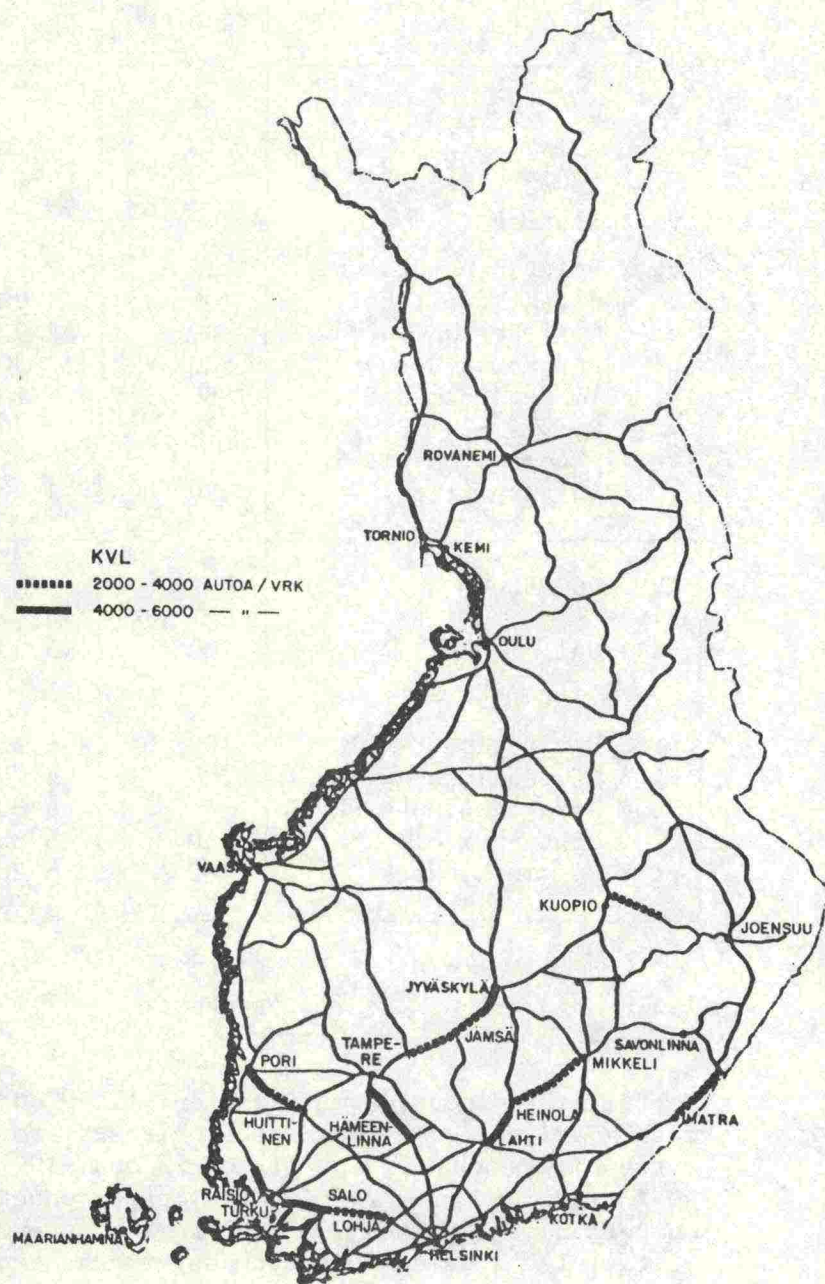 ROVANEMI
TORNIO
KEMI
KVL
2000 - 4000 AUTOA / VRK
4000 - 6000 — " —
OULU
VAASA
KUOPIO
JOENSUU
JYVÄSKYLÄ
JÄMSÄ
TAMPE-
RE
SAVONLINNA
MIKKELI
PORI
HEINOLA
IMATRA
HUITTI-
NEN
HÄMEEN-
LINNA
LAHTI
RAISIO
TURKU
SALO
LOHJA
KOTKA
MAARIANHAMINA
HELSINKI